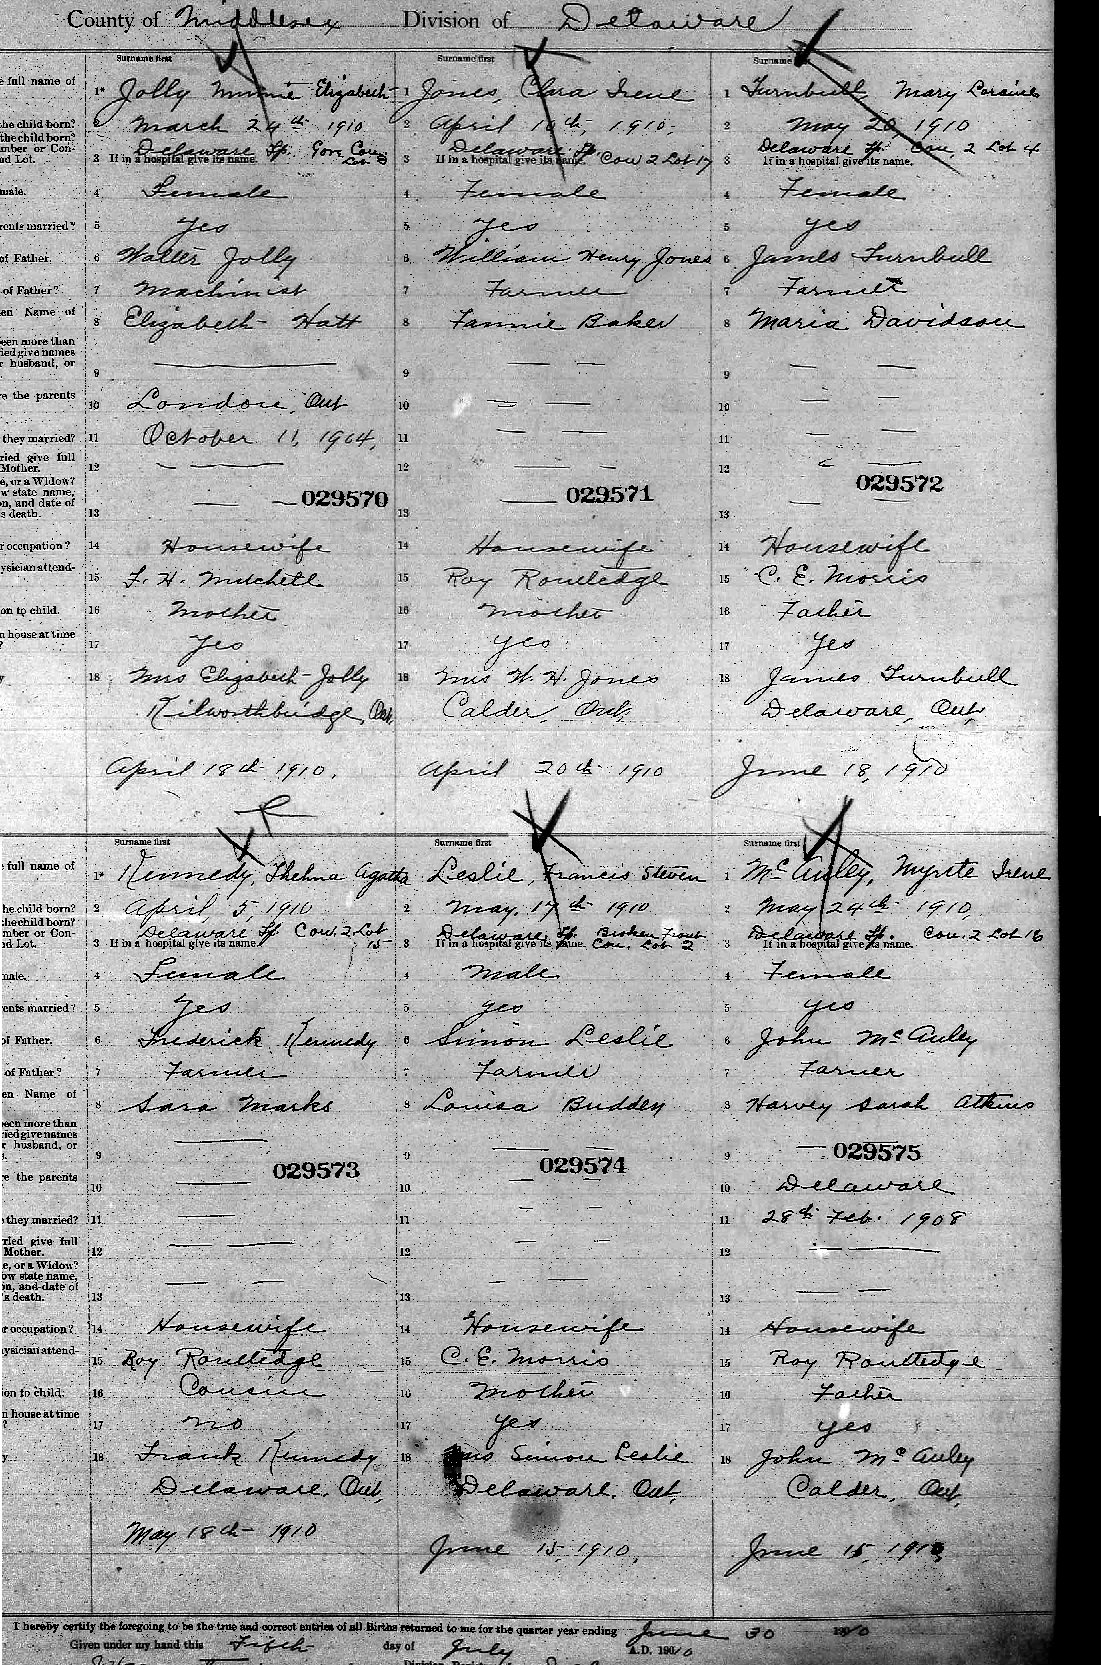 County of Middlesex Division of Delaware
Surname first Surname first Surname first
e full name of 1* Jolly Minnie Elizabeth 1 Jones, Clara Irene 1 Turnbull, Mary Loraine
the child born? 2 March 24th 1910 2 April 10th, 1910, 2 May 20 1910
the child born?
mber or Con- Delaware Tp. Gore Con. Delaware Tp. Con 2 Lot 17 Delaware Tp. Con. 2 Lot 4
nd Lot. 3 If in a hospital give its name. 3 If in a hospital give its name. 3 If in a hospital give its name.
male. 4 Female 4 Female 4 Female
rents married? 5 Yes 5 Yes 5 Yes
of Father. 6 Walter Jolly 6 William Henry Jones 6 James Turnbull
of Father? 7 Machinist 7 Farmer 7 Farmer
en Name of
8 Elizabeth Hatt 8 Fannie Baker 8 Maria Davidson
been more than
ied give names
r husband, or
9 9 9
re the parents
10 London, Ont 10 10
they married? 11 October 11, 1904, 11 11
ried give full
Mother. 12 12 12
e, or a Widow?
w state name,
on, and date of 029570 029571 029572
s death. 13 13 13
r occupation? 14 Housewife 14 Housewife 14 Housewife
ysician attend-
15 F. H. Mitchell 15 Roy Routledge 15 C. E. Morris
on to child. 16 Mother 16 Mother 16 Father
n house at time
? 17 Yes 17 Yes 17 Yes
y 18 Mrs Elizabeth Jolly 18 Mrs W. H. Jones 18 James Turnbull
Kilworthbridge, Ont Calder, Ont, Delaware, Ont,
April 18th 1910. April 20th 1910 June 18, 1910
Surname first Surname first Surname first
full name of 1* Kennedy, Thelma Agatta 1 Leslie, Francis Steven 1 McAuley, Myrtle Irene
the child born? 2 April, 5, 1910 2 May, 17th 1910 2 May 24th 1910,
the child born?
mber or Con- Delaware Tp Con. 2 Lot 15 Delaware, Tp. Broken Front Con. Lot 2 Delaware Tp. Con. 2 Lot 16
nd Lot. 3 If in a hospital give its name 3 If in a hospital give its name. 3 If in a hospital give its name.
male. 4 Female 4 Male 4 Female
ents married? 5 Yes 5 Yes 5 Yes
of Father. 6 Frederick Kennedy 6 Simon Leslie 6 John McAuley
of Father? 7 Farmer 7 Farmer 7 Farmer
en Name of
8 Sara Marks 8 Louisa Budden 8 Harvey Sarah Atkins
been more than
ied give names
r husband, or
9 029573 9 029574 9 029575
re the parents
10 10 10 Delaware
they married? 11 11 11 28th Feb. 1908
rried give full
Mother. 12 12 12
e, or a Widow?
ow state name,
on, and date of
s death. 13 13 13
r occupation? 14 Housewife 14 Housewife 14 Housewife
ysician attend-
15 Roy Routledge 15 C. E. Morris 15 Roy Routledge
on to child. 16 Cousin 16 Mother 16 Father
n house at time
? 17 No 17 Yes 17 Yes
y 18 Frank Kennedy 18 Mrs Simon Leslie 18 John McAuley
Delaware, Ont, Delaware, Ont, Calder, Ont,
May 18th 1910 June 15, 1910, June 15, 1910
I hereby certify the foregoing to be the true and correct entries of all Births returned to me for the quarter year ending June 30 1910
Given under my hand this Fifth day of July A.D. 1910